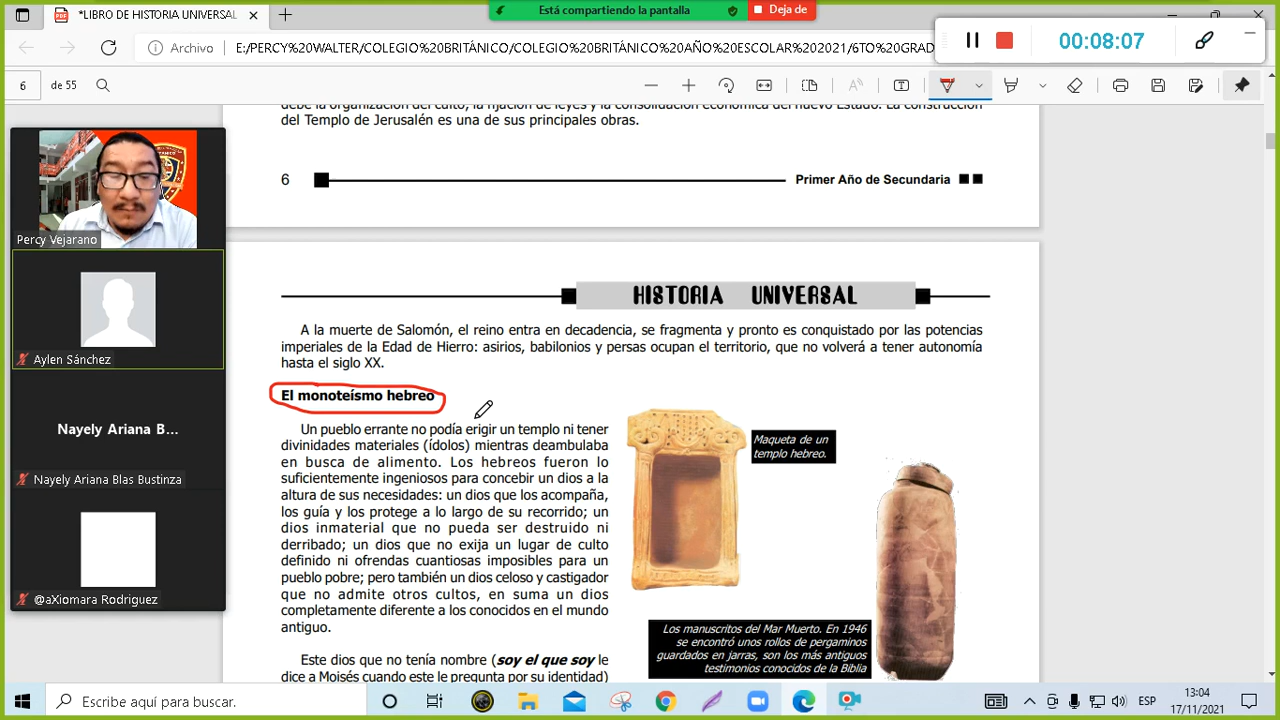 *LIBRO DE HISTORIA UNIVERSAL
Está compartiendo la pantalla
Deja de
Archivo
E:/PERCY%20WALTER/COLEGIO%20BRITÁNICO/COLEGIO%20BRITÁNICO%20AÑO%20ESCOLAR%202021/6TO%20GRAD
00:08:07
6 de 55
del Templo de Jerusalén es una de sus principales obras.
6
Primer Año de Secundaria
HISTORIA UNIVERSAL
A la muerte de Salomón, el reino entra en decadencia, se fragmenta y pronto es conquistado por las potencias
imperiales de la Edad de Hierro: asirios, babilonios y persas ocupan el territorio, que no volverá a tener autonomía
hasta el siglo XX.
El monoteísmo hebreo
Un pueblo errante no podía erigir un templo ni tener
divinidades materiales (ídolos) mientras deambulaba
en busca de alimento. Los hebreos fueron lo
suficientemente ingeniosos para concebir un dios a la
altura de sus necesidades: un dios que los acompaña,
los guía y los protege a lo largo de su recorrido; un
dios inmaterial que no pueda ser destruido ni
derribado; un dios que no exija un lugar de culto
definido ni ofrendas cuantiosas imposibles para un
pueblo pobre; pero también un dios celoso y castigador
que no admite otros cultos, en suma un dios
completamente diferente a los conocidos en el mundo
antiguo.
Este dios que no tenía nombre (soy el que soy le
dice a Moisés cuando este le pregunta por su identidad)
Maqueta de un
templo hebreo.
Los manuscritos del Mar Muerto. En 1946
se encontró unos rollos de pergaminos
guardados en jarras, son los más antiguos
testimonios conocidos de la Biblia
Percy Vejarano
Aylen Sánchez
Nayely Ariana B...
Nayely Ariana Blas Bustinza
@aXiomara Rodriguez
Escribe aquí para buscar.
ESP
13:04
17/11/2021